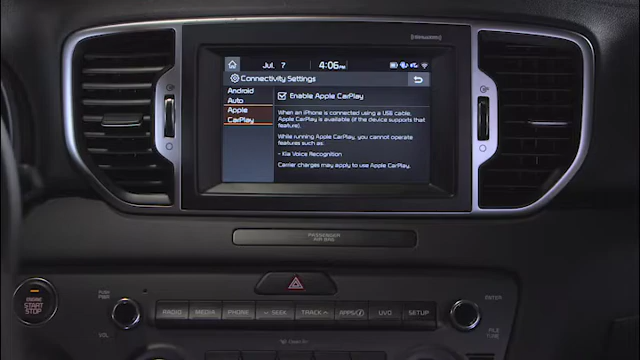 SIRIUSXM
Jul. 7
4:06PM
Connectivity Settings
Android
Auto
Apple
CarPlay
Enable Apple CarPlay
When an iPhone is connected using a USB cable,
Apple CarPlay is available (if the device supports that
feature).
While running Apple CarPlay, you cannot operate
features such as:
- Kia Voice Recognition
Carrier charges may apply to use Apple CarPlay.
PASSENGER
AIR BAG
ENGINE
START
STOP
PUSH
PWR
VOL
RADIO
MEDIA
PHONE
SEEK
TRACK
APPS/
UVO
SETUP
ENTER
FILE
TUNE